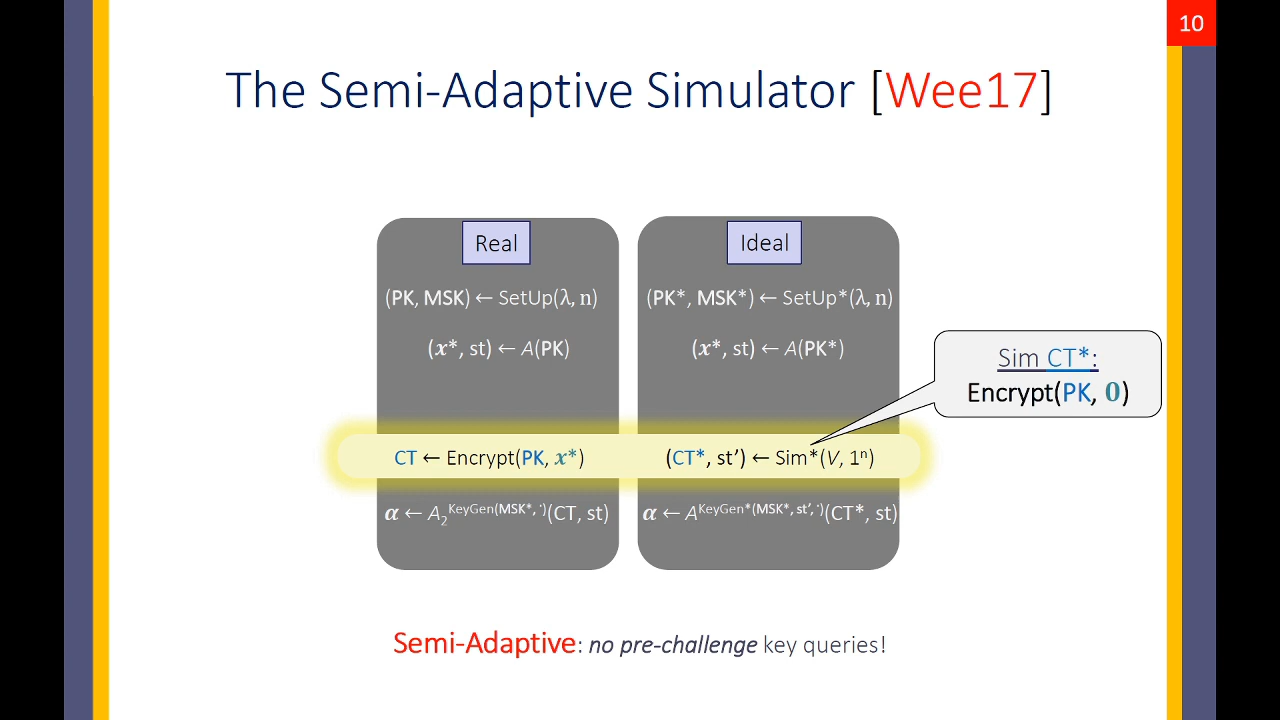 10
The Semi-Adaptive Simulator [Wee17]
Real
(PK, MSK) ← SetUp(λ, n)
(x*, st) ← A(PK)
CT ← Encrypt(PK, x*)
α ← A₂^KeyGen(MSK*, ·)(CT, st)
Ideal
(PK*, MSK*) ← SetUp*(λ, n)
(x*, st) ← A(PK*)
(CT*, st’) ← Sim*(V, 1ⁿ)
α ← A^KeyGen*(MSK*, st’, ·)(CT*, st)
Sim CT*:
Encrypt(PK, 0)
Semi-Adaptive: no pre-challenge key queries!